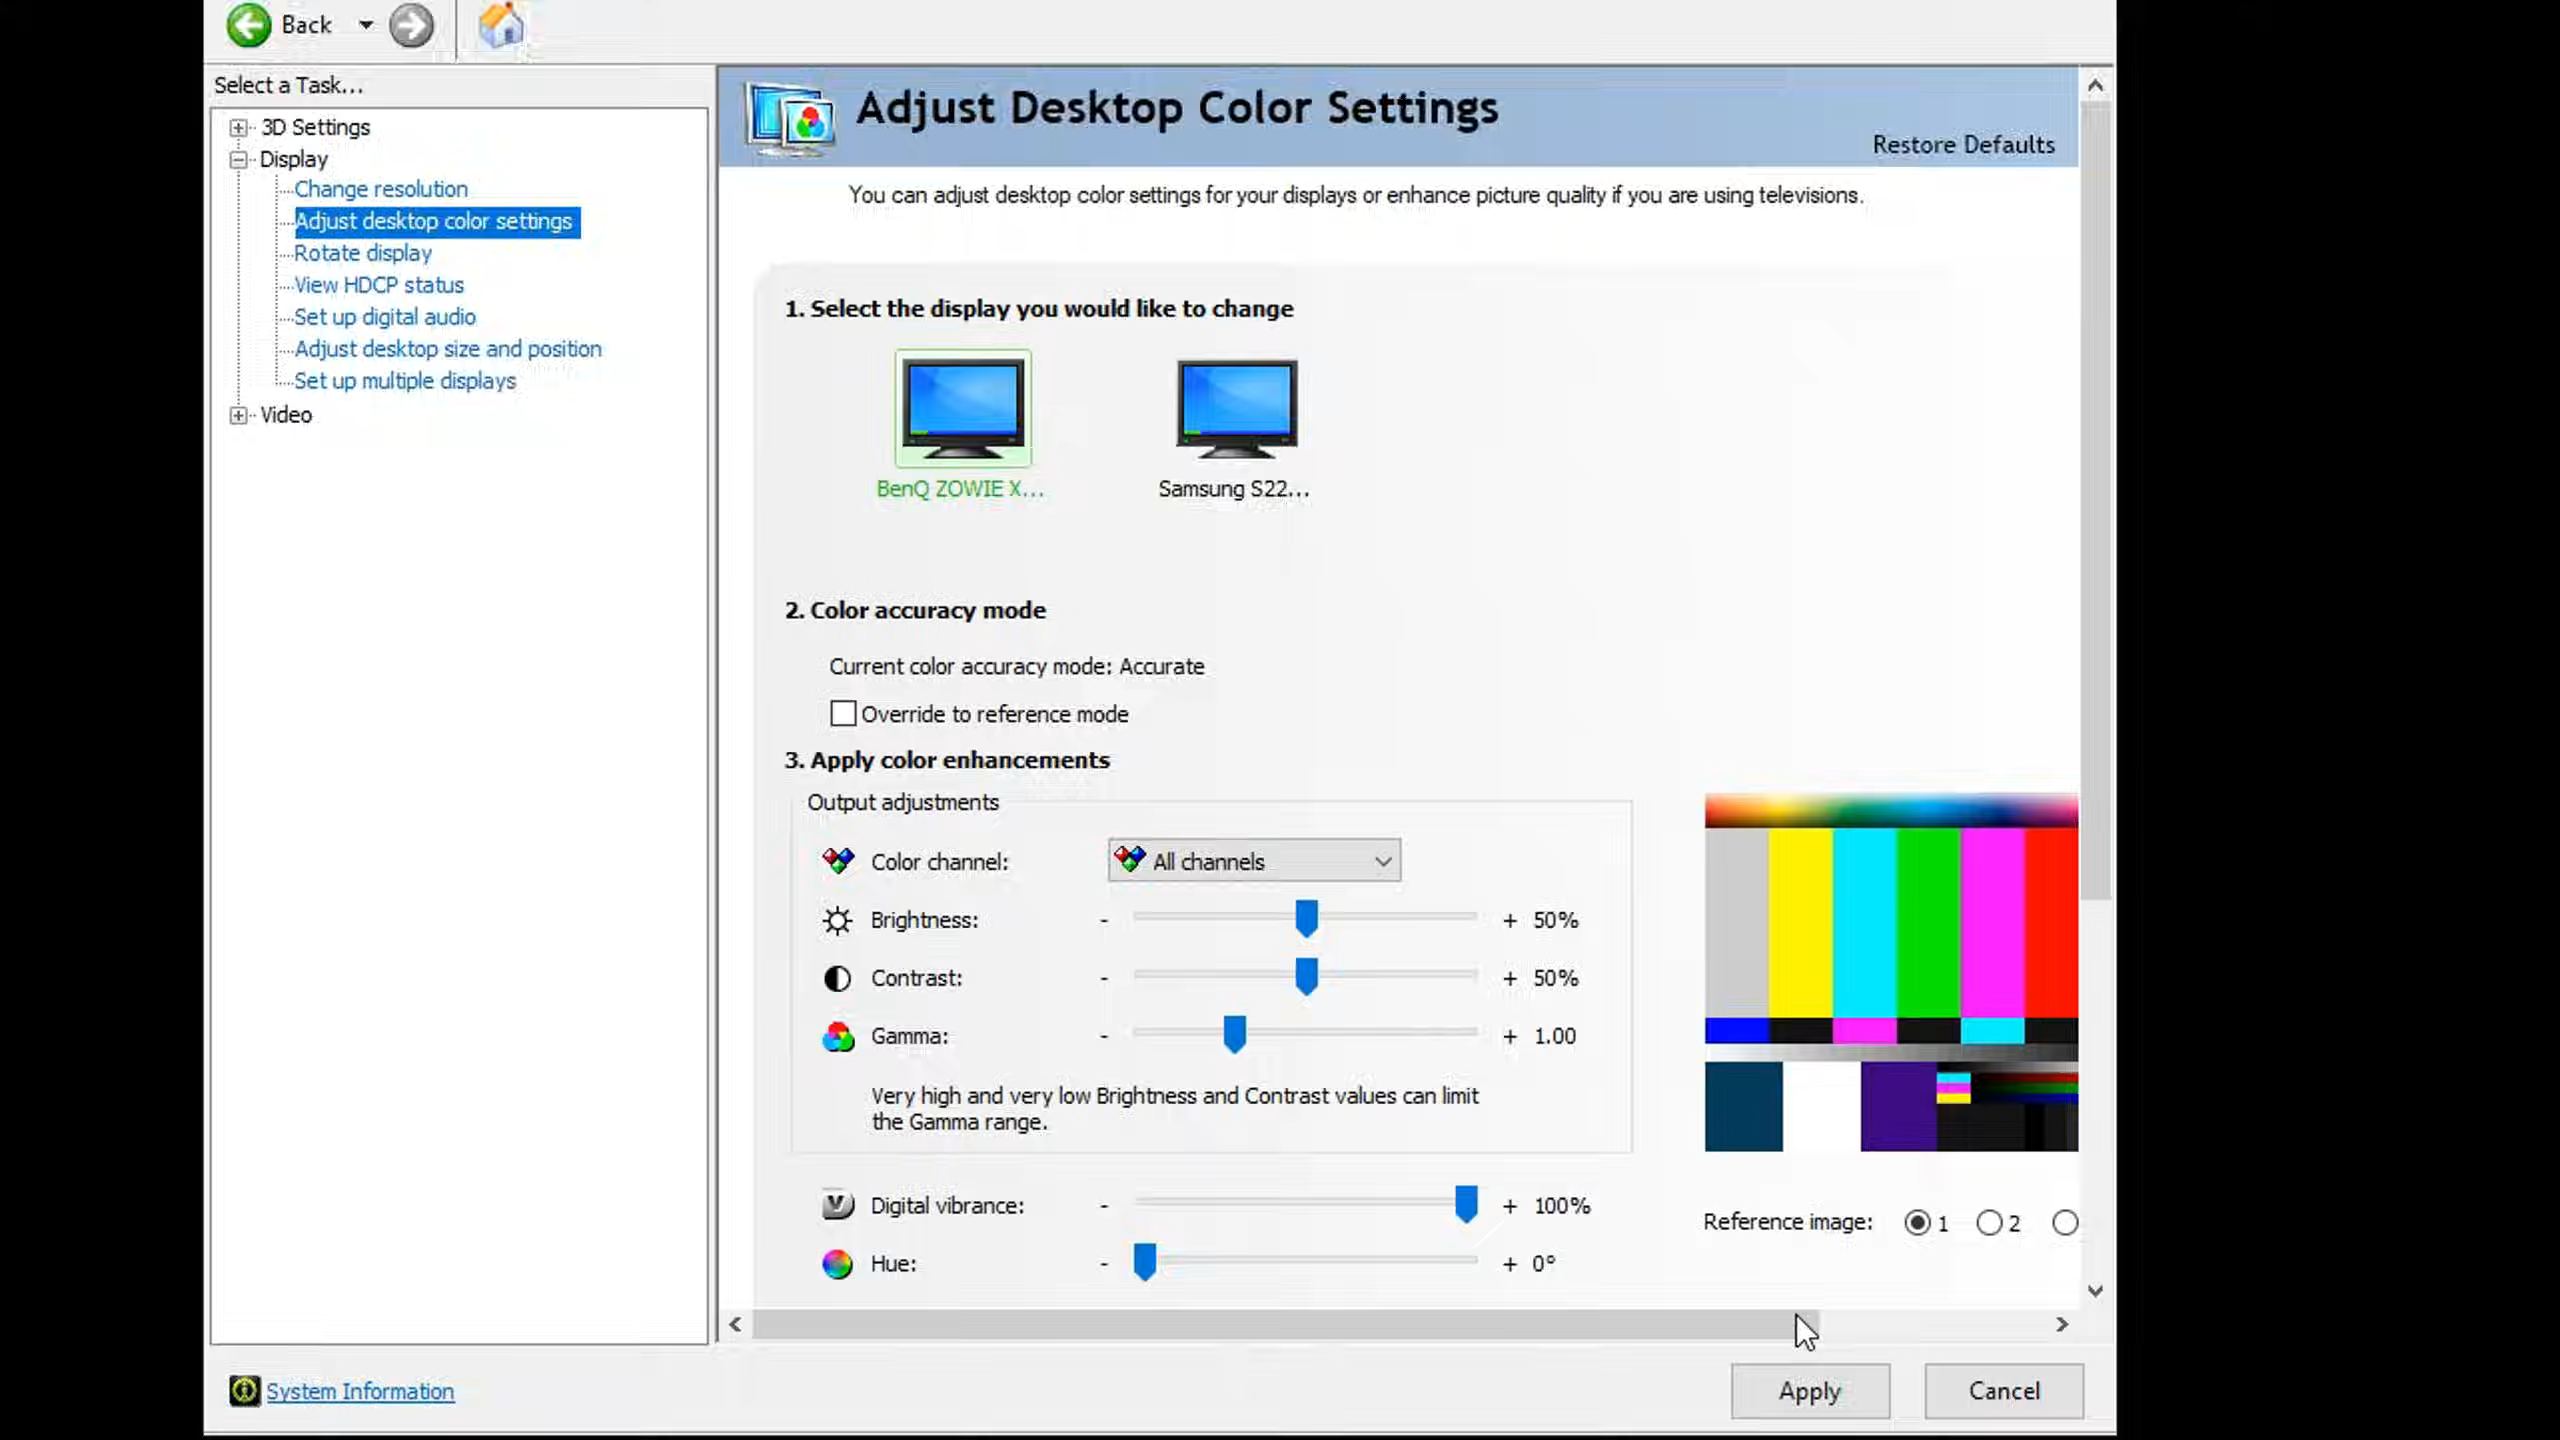 Back
Select a Task...
3D Settings
Display
Change resolution
Adjust desktop color settings
Rotate display
View HDCP status
Set up digital audio
Adjust desktop size and position
Set up multiple displays
Video
System Information
Adjust Desktop Color Settings
Restore Defaults
You can adjust desktop color settings for your displays or enhance picture quality if you are using televisions.
1. Select the display you would like to change
BenQ ZOWIE X...
Samsung S22...
2. Color accuracy mode
Current color accuracy mode: Accurate
Override to reference mode
3. Apply color enhancements
Output adjustments
Color channel: All channels
Brightness: - + 50%
Contrast: - + 50%
Gamma: - + 1.00
Very high and very low Brightness and Contrast values can limit
the Gamma range.
Digital vibrance: - + 100%
Hue: - + 0°
Reference image: 1 2
Apply
Cancel